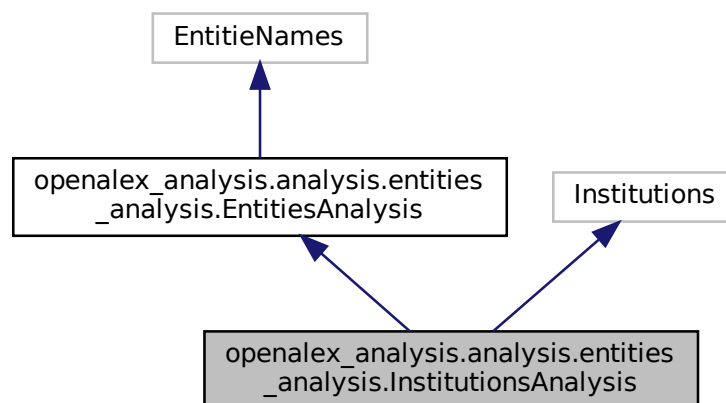 EntitieNames
openalex_analysis.analysis.entities
_analysis.EntitiesAnalysis
Institutions
openalex_analysis.analysis.entities
_analysis.InstitutionsAnalysis